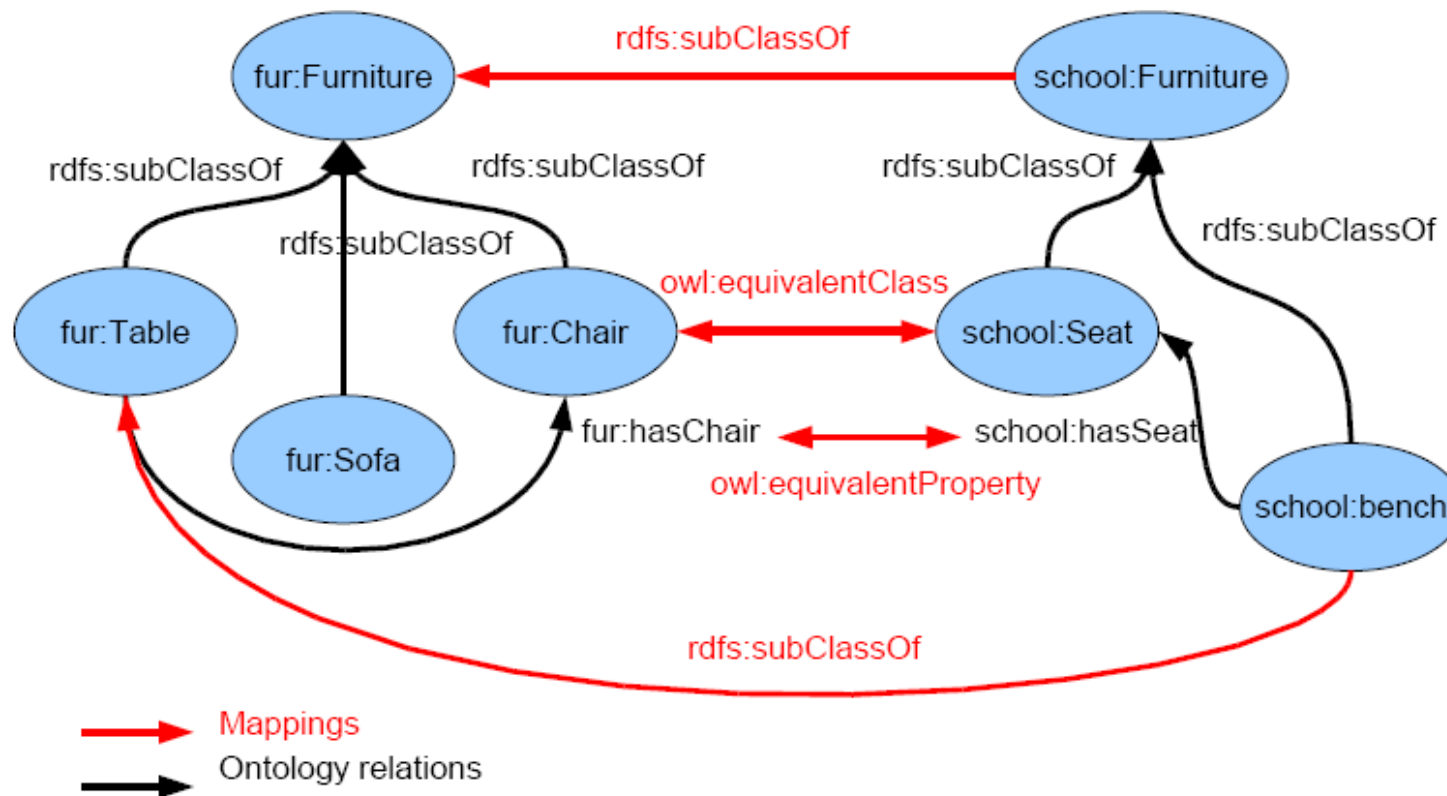 rdfs:subClassOf
fur:Furniture
school:Furniture
rdfs:subClassOf
rdfs:subClassOf
rdfs:subClassOf
rdfs:subClassOf
rdfs:subClassOf
owl:equivalentClass
fur:Table
fur:Chair
school:Seat
fur:hasChair
school:hasSeat
fur:Sofa
owl:equivalentProperty
school:bench
rdfs:subClassOf
Mappings
Ontology relations